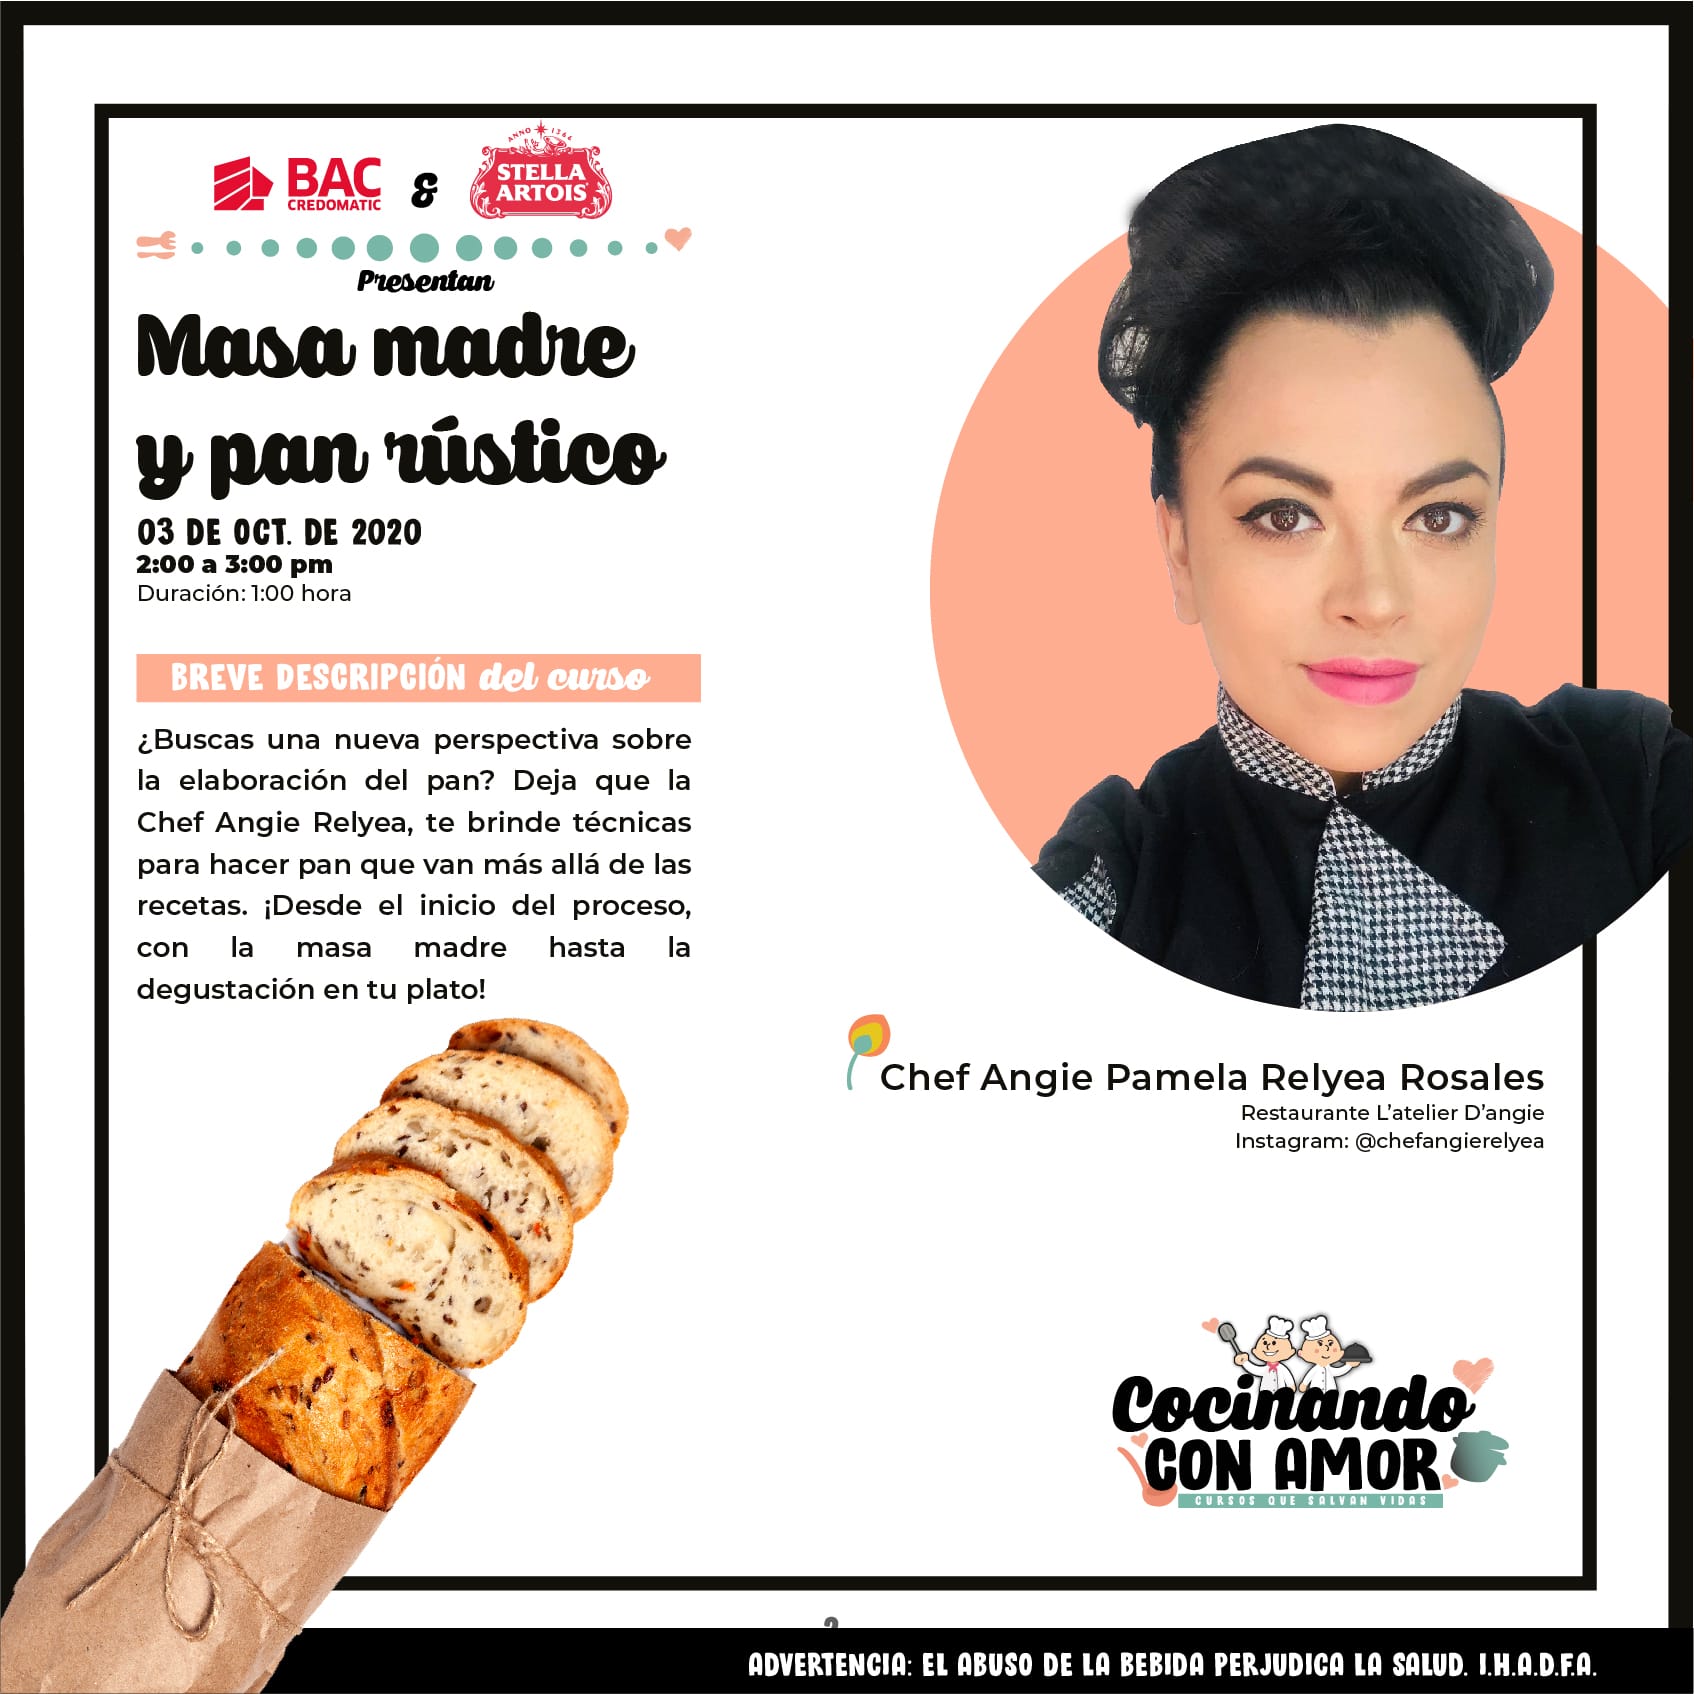 BAC
CREDOMATIC
&
ANNO 1366
STELLA
ARTOIS
Presentan
Masa madre
y pan rústico
03 DE OCT. DE 2020
2:00 a 3:00 pm
Duración: 1:00 hora
BREVE DESCRIPCIÓN del curso
¿Buscas una nueva perspectiva sobre
la elaboración del pan? Deja que la
Chef Angie Relyea, te brinde técnicas
para hacer pan que van más allá de las
recetas. ¡Desde el inicio del proceso,
con la masa madre hasta la
degustación en tu plato!
Chef Angie Pamela Relyea Rosales
Restaurante L’atelier D’angie
Instagram: @chefangierelyea
Cocinando
CON AMOR
CURSOS QUE SALVAN VIDAS
ADVERTENCIA: EL ABUSO DE LA BEBIDA PERJUDICA LA SALUD. I.H.A.D.F.A.